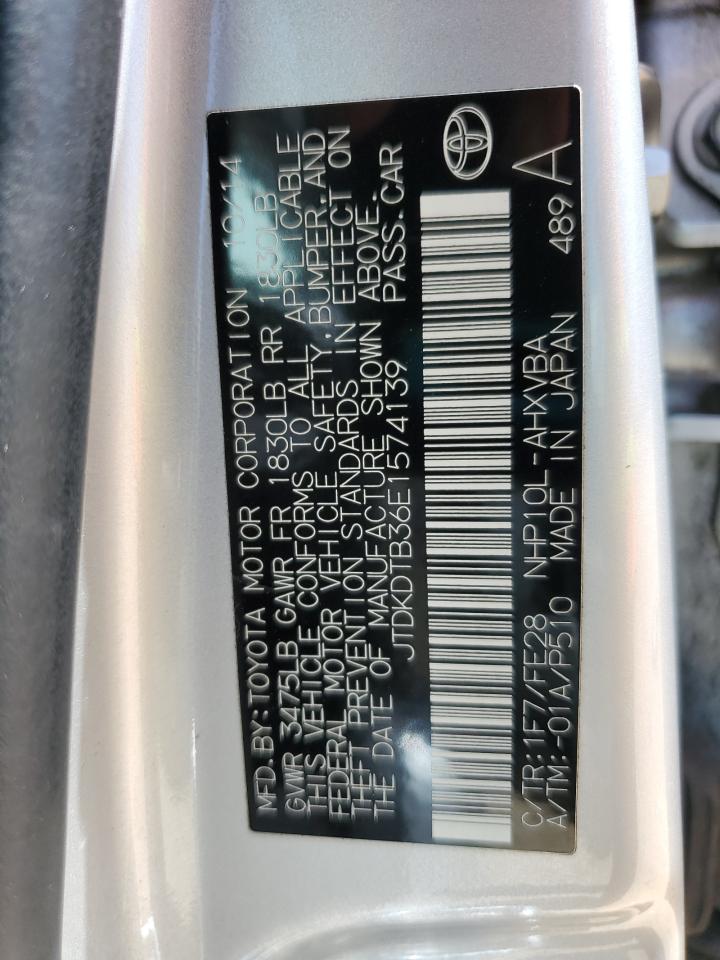 MFD.BY:TOYOTA MOTOR CORPORATION 10/14
GVWR 3475LB GAWR FR 1830LB RR 1830LB
THIS VEHICLE CONFORMS TO ALL APPLICABLE
FEDERAL MOTOR VEHICLE SAFETY,BUMPER,AND
THEFT PREVENTION STANDARDS IN EFFECT ON
THE DATE OF MANUFACTURE SHOWN ABOVE.
JTDKDTB36E1574139 PASS.CAR
C/TR:1F7/FE28 NHP10L-AHXVBA 489A
A/TM:-01A/P510 MADE IN JAPAN